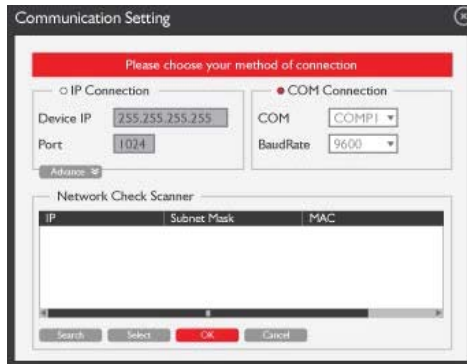 Communication Setting
Please choose your method of connection
IP Connection
COM Connection
Device IP 255.255.255.255
COM COMP1
Port 1024
BaudRate 9600
Advance
Network Check Scanner
IP Subnet Mask MAC
Search Select OK Cancel